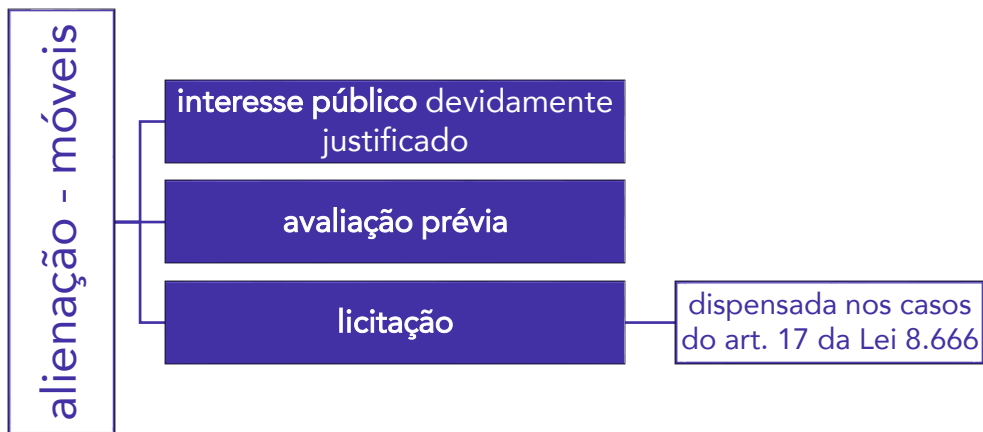 alienação - móveis
interesse público devidamente
justificado
avaliação prévia
licitação
dispensada nos casos
do art. 17 da Lei 8.666